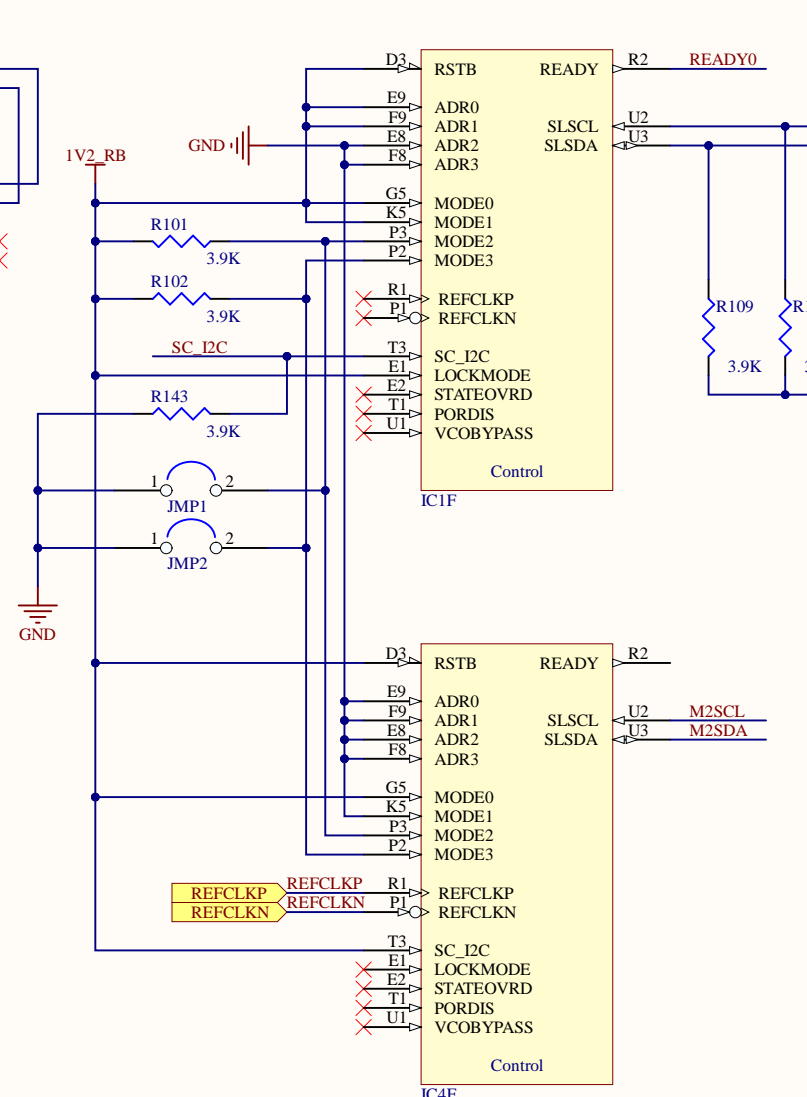 D3 RSTB READY R2 READY0
E9 ADR0
F9 ADR1 SLSCL U2
GND E8 ADR2 SLSDA U3
1V2_RB F8 ADR3
G5 MODE0
K5 MODE1
R101 P3 MODE2
3.9K P2 MODE3
R102 R1 REFCLKP
3.9K P1 REFCLKN
R109
SC_I2C T3 SC_I2C
3.9K
E1 LOCKMODE
R143 E2 STATEOVRD
T1 PORDIS
3.9K U1 VCOBYPASS
Control
1 2
JMP1
IC1F
1 2
JMP2
GND
D3 RSTB READY R2
E9 ADR0
F9 ADR1 SLSCL U2 M2SCL
E8 ADR2 SLSDA U3 M2SDA
F8 ADR3
G5 MODE0
K5 MODE1
P3 MODE2
P2 MODE3
REFCLKP REFCLKP R1 REFCLKP
REFCLKN REFCLKN P1 REFCLKN
T3 SC_I2C
E1 LOCKMODE
E2 STATEOVRD
T1 PORDIS
U1 VCOBYPASS
Control
IC4F